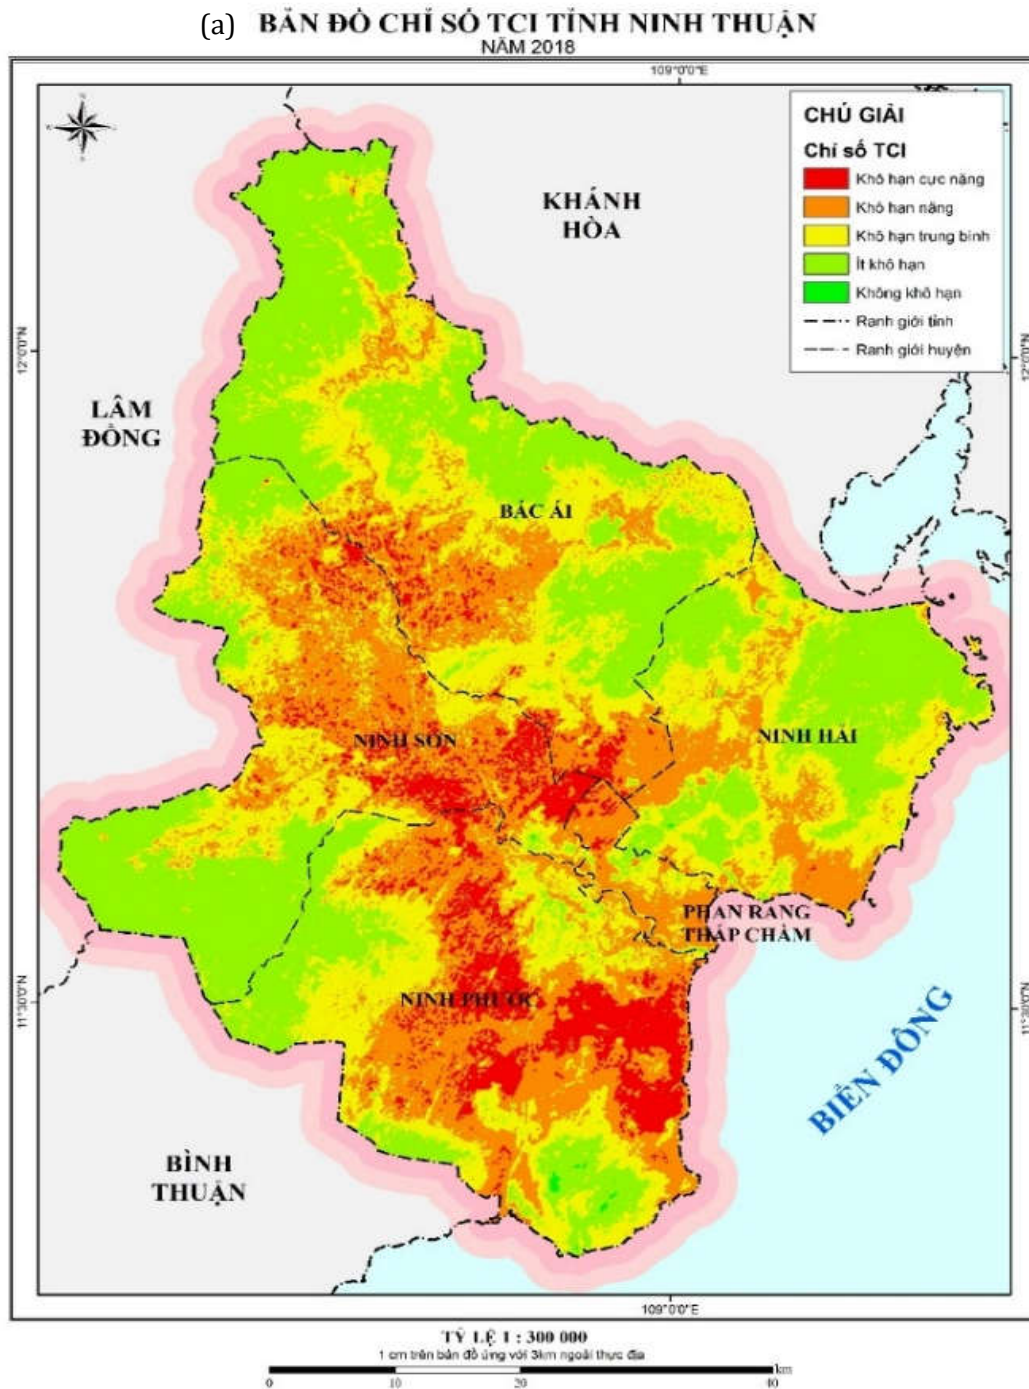 (a) BẢN ĐỒ CHỈ SỐ TCI TỈNH NINH THUẬN
NĂM 2018
109°0'0"E
CHÚ GIẢI
Chỉ số TCI
Khô hạn cực nặng
Khô hạn nặng
Khô hạn trung bình
Ít khô hạn
Không khô hạn
Ranh giới tỉnh
Ranh giới huyện
KHÁNH
HÒA
12°0'0"N
12°0'0"N
LÂM
ĐỒNG
BÁC ÁI
NINH SƠN
NINH HẢI
PHAN RANG
THÁP CHÀM
NINH PHƯỚC
11°30'0"N
11°30'0"N
BIỂN ĐÔNG
BÌNH
THUẬN
109°0'0"E
TỶ LỆ 1 : 300 000
1 cm trên bản đồ ứng với 3km ngoài thực địa
km
0 10 20 40